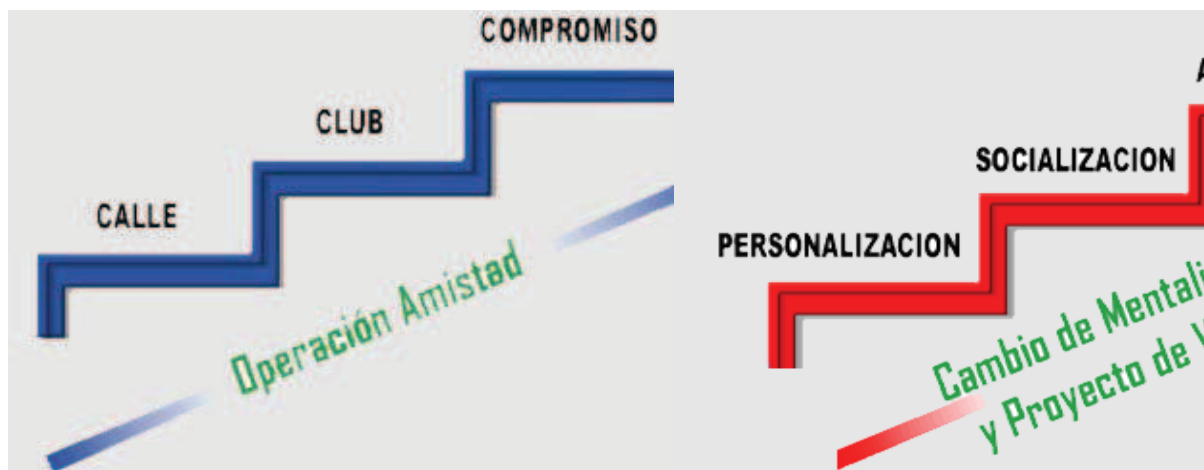 COMPROMISO
CLUB
CALLE
Operación Amistad
SOCIALIZACION
PERSONALIZACION
Cambio de
y Proyecto de